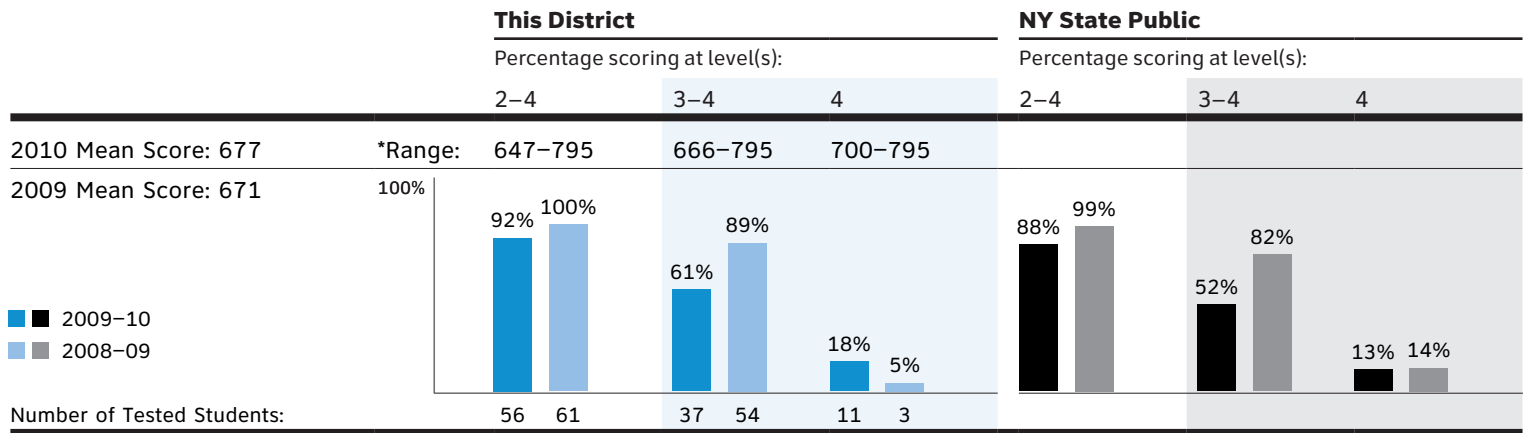 This District NY State Public
Percentage scoring at level(s): Percentage scoring at level(s):
2–4 3–4 4 2–4 3–4 4
2010 Mean Score: 677 *Range: 647–795 666–795 700–795
2009 Mean Score: 671 100%
92% 100% 89% 88% 99% 82%
61% 52%
18% 5% 13% 14%
2009–10
2008–09
Number of Tested Students: 56 61 37 54 11 3